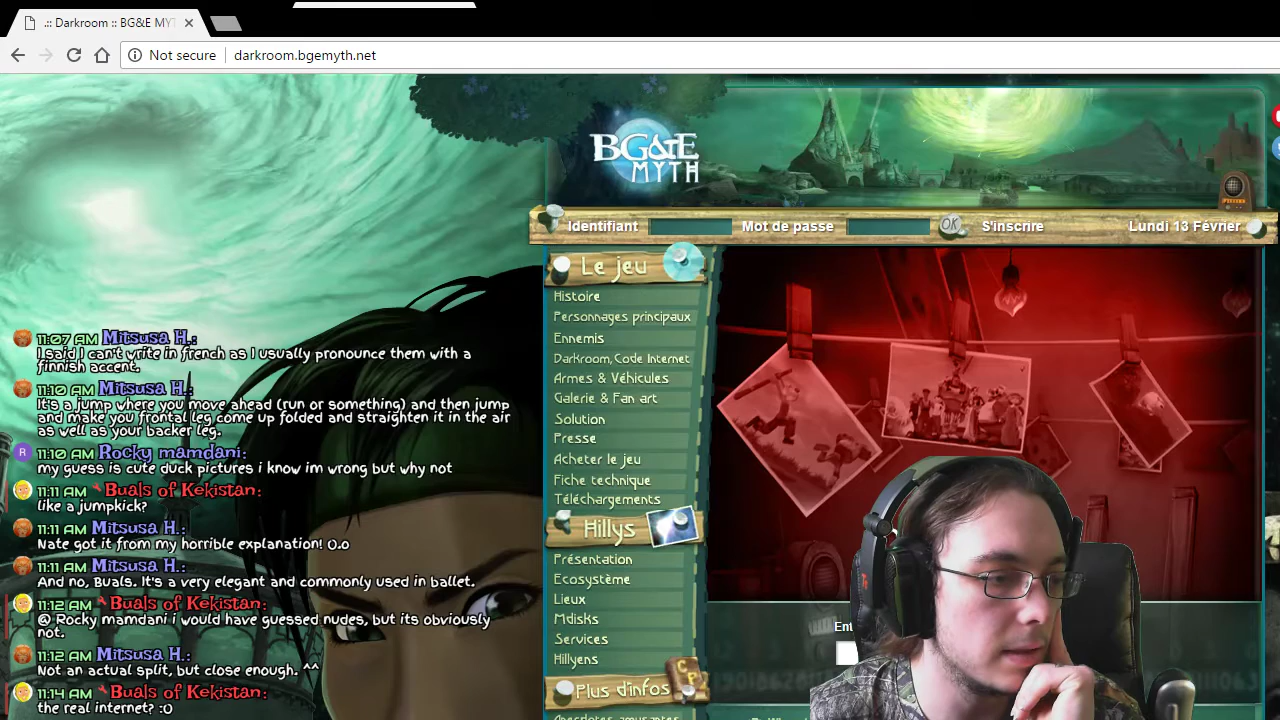 .:: Darkroom :: BG&E MYT
Not secure
darkroom.bgemyth.net
BG&E
MYTH
Identifiant
Mot de passe
OK
S'inscrire
Lundi 13 Février
Le jeu
Histoire
Personnages principaux
Ennemis
Darkroom,Code Internet
Armes & Véhicules
Galerie & Fan art
Solution
Presse
Acheter le jeu
Fiche technique
Téléchargements
Hillys
Présentation
Ecosystème
Lieux
Mdisks
Services
Hillyens
Plus d'infos
Anecdotes amusantes
Ent
11:07 AM Mitsusa H.:
I said I can't write in french as I usually pronounce them with a
finnish accent.
11:10 AM Mitsusa H.:
It's a jump where you move ahead (run or something) and then jump
and make you frontal leg come up folded and straighten it in the air
as well as your backer leg.
R
11:10 AM Rocky mamdani:
my guess is cute duck pictures i know im wrong but why not
11:11 AM Buals of Kekistan:
like a jumpkick?
11:11 AM Mitsusa H.:
Nate got it from my horrible explanation! O.o
11:11 AM Mitsusa H.:
And no, Buals. It's a very elegant and commonly used in ballet.
11:12 AM Buals of Kekistan:
@ Rocky mamdani i would have guessed nudes, but its obviously
not.
11:12 AM Mitsusa H.:
Not an actual split, but close enough. ^^
11:14 AM Buals of Kekistan:
the real internet? :O